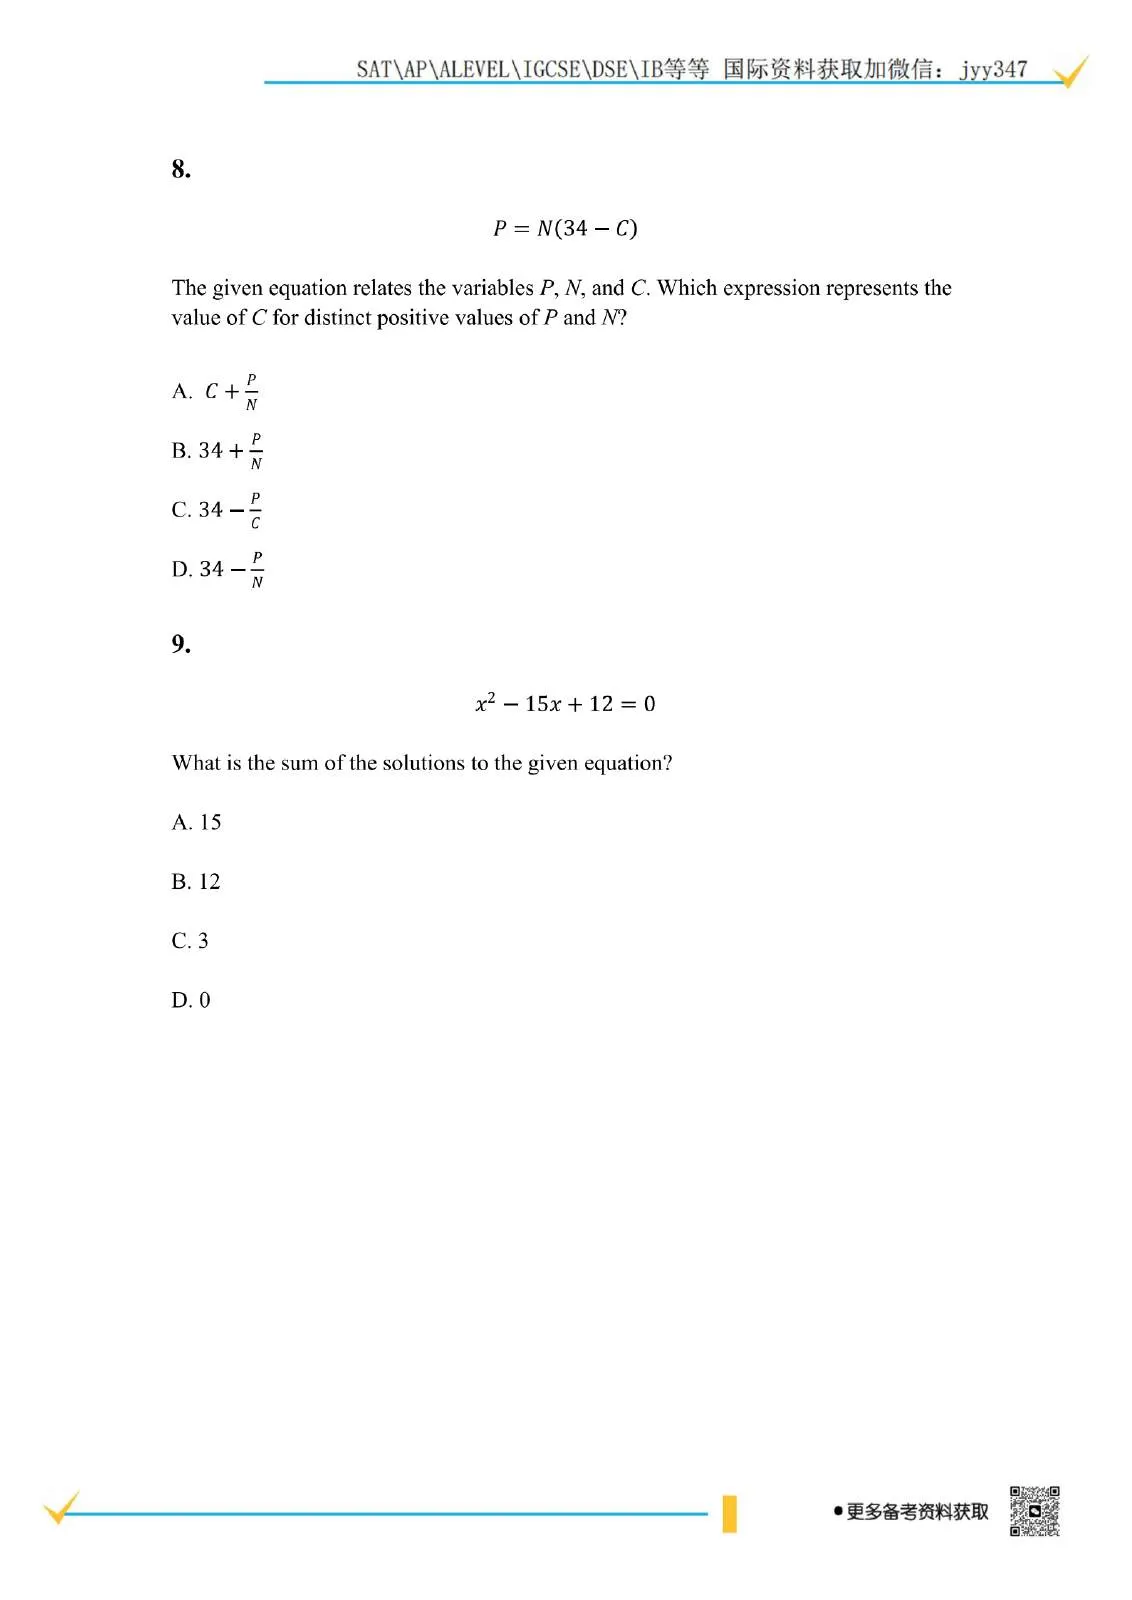 SAT\AP\ALEVEL\IGCSE\DSE\IB等等 国际资料获取加微信：jyy347
8.
P = N(34 − C)
The given equation relates the variables P, N, and C. Which expression represents the
value of C for distinct positive values of P and N?
A. C + P/N
B. 34 + P/N
C. 34 − P/C
D. 34 − P/N
9.
x² − 15x + 12 = 0
What is the sum of the solutions to the given equation?
A. 15
B. 12
C. 3
D. 0
•更多备考资料获取